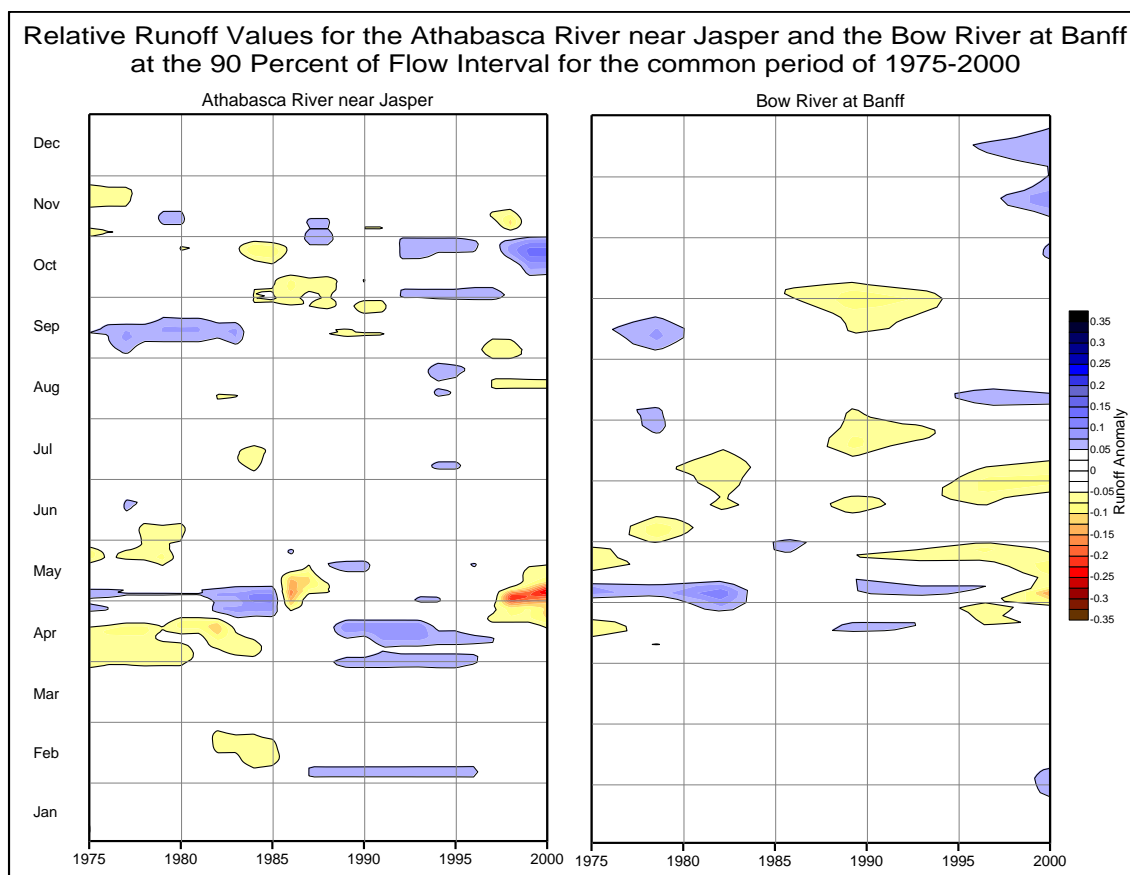 Relative Runoff Values for the Athabasca River near Jasper and the Bow River at Banff
at the 90 Percent of Flow Interval for the common period of 1975-2000
Athabasca River near Jasper
Bow River at Banff
Dec
Nov
Oct
Sep
Aug
Jul
Jun
May
Apr
Mar
Feb
Jan
1975 1980 1985 1990 1995 2000
1975 1980 1985 1990 1995 2000
0.35
0.3
0.25
0.2
0.15
0.1
0.05
0
-0.05
-0.1
-0.15
-0.2
-0.25
-0.3
-0.35
Runoff Anomaly